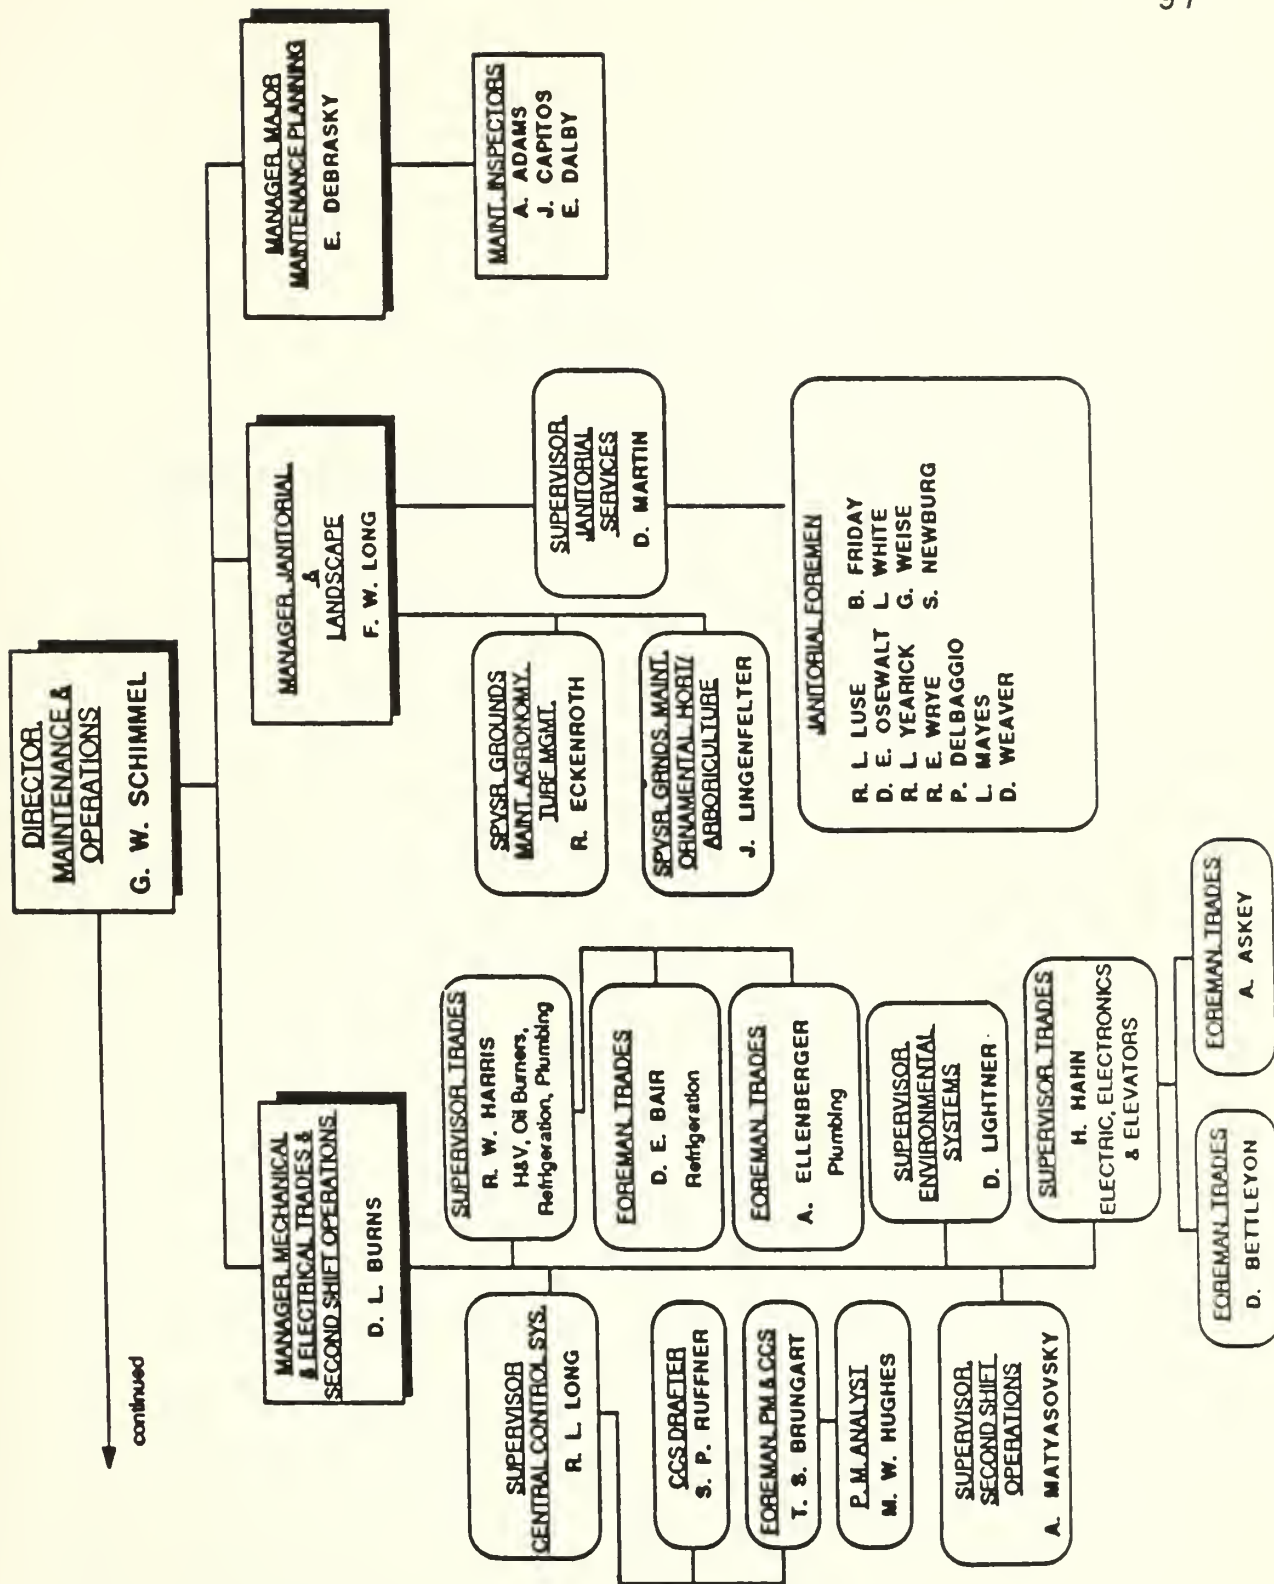 97
DIRECTOR,
MAINTENANCE &
OPERATIONS
G. W. SCHIMMEL
continued
MANAGER, MECHANICAL
& ELECTRICAL TRADES &
SECOND SHIFT OPERATIONS
D. L. BURNS
SUPERVISOR
CENTRAL CONTROL SYS.
R. L. LONG
CCS DRAFTER
S. P. RUFFNER
FOREMAN, PM & CCS
T. S. BRUNGART
P.M. ANALYST
M. W. HUGHES
SUPERVISOR,
SECOND SHIFT
OPERATIONS
A. MATYASOVSKY
SUPERVISOR, TRADES
R. W. HARRIS
H&V, Oil Burners,
Refrigeration, Plumbing
FOREMAN, TRADES
D. E. BAIR
Refrigeration
FOREMAN, TRADES
A. ELLENBERGER
Plumbing
SUPERVISOR,
ENVIRONMENTAL
SYSTEMS
D. LIGHTNER
SUPERVISOR, TRADES
H. HAHN
ELECTRIC, ELECTRONICS
& ELEVATORS
FOREMAN, TRADES
D. BETTLEYON
FOREMAN, TRADES
A. ASKEY
MANAGER, JANITORIAL
&
LANDSCAPE
F. W. LONG
SPVSR. GROUNDS
MAINT. AGRONOMY,
TURF MGMT.
R. ECKENROTH
SPVSR. GRNDS. MAINT.
ORNAMENTAL HORT/
ARBORICULTURE
J. LINGENFELTER
SUPERVISOR,
JANITORIAL
SERVICES
D. MARTIN
JANITORIAL FOREMEN
R. L. LUSE B. FRIDAY
D. E. OSEWALT L. WHITE
R. L. YEARICK G. WEISE
R. E. WRYE S. NEWBURG
P. DELBAGGIO
L. MAYES
D. WEAVER
MANAGER, MAJOR
MAINTENANCE PLANNING
E. DEBRASKY
MAINT. INSPECTORS
A. ADAMS
J. CAPITOS
E. DALBY